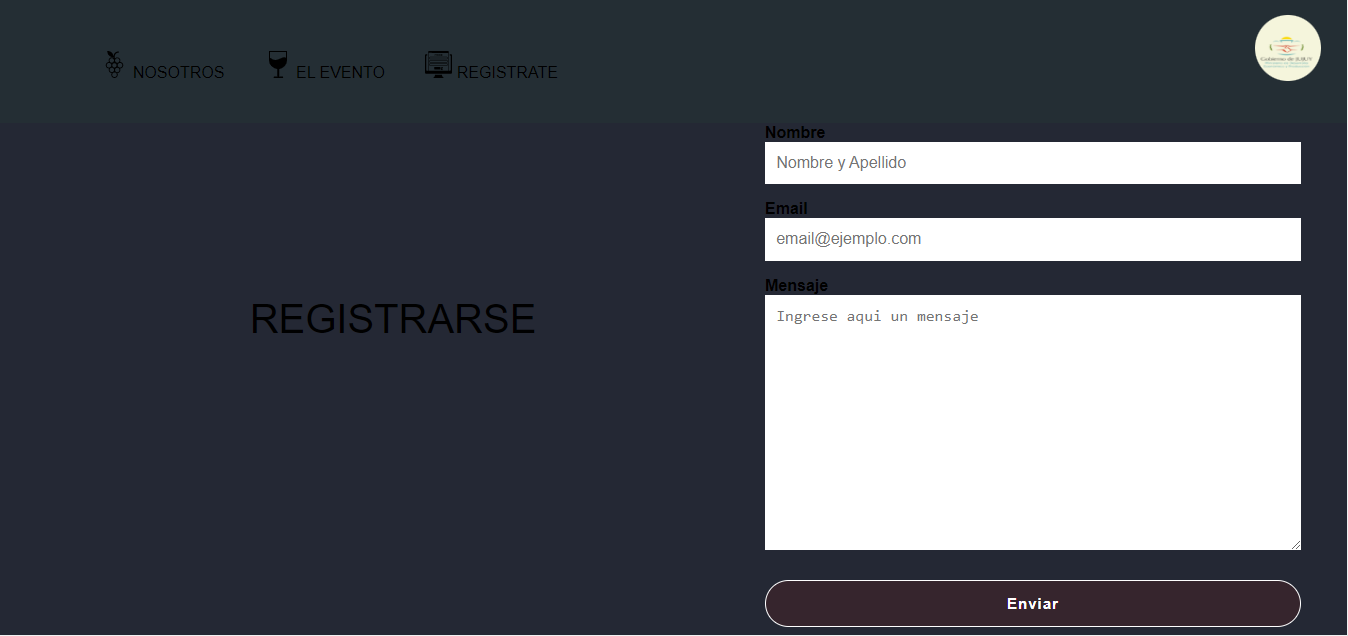 NOSOTROS
EL EVENTO
REGISTRATE
Gobierno de JUJUY
REGISTRARSE
Nombre
Nombre y Apellido
Email
email@ejemplo.com
Mensaje
Ingrese aqui un mensaje
Enviar